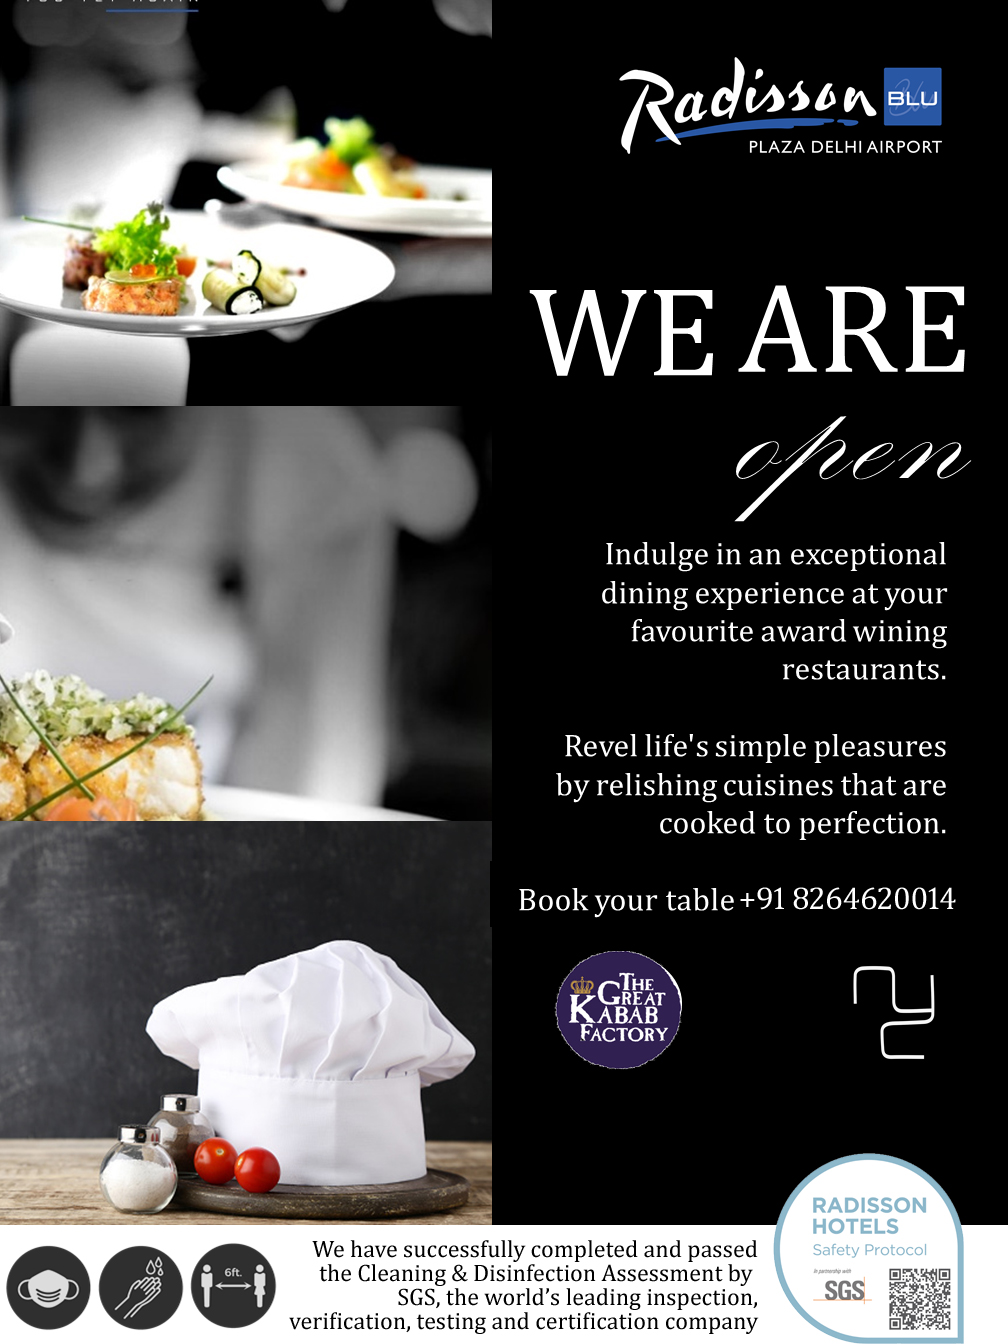 Radisson BLU
PLAZA DELHI AIRPORT
WE ARE
open
Indulge in an exceptional
dining experience at your
favourite award wining
restaurants.
Revel life's simple pleasures
by relishing cuisines that are
cooked to perfection.
Book your table +91 8264620014
THE
GREAT
KABAB
FACTORY
RADISSON
HOTELS
Safety Protocol
In partnership with
SGS
6ft.
We have successfully completed and passed
the Cleaning & Disinfection Assessment by
SGS, the world’s leading inspection,
verification, testing and certification company